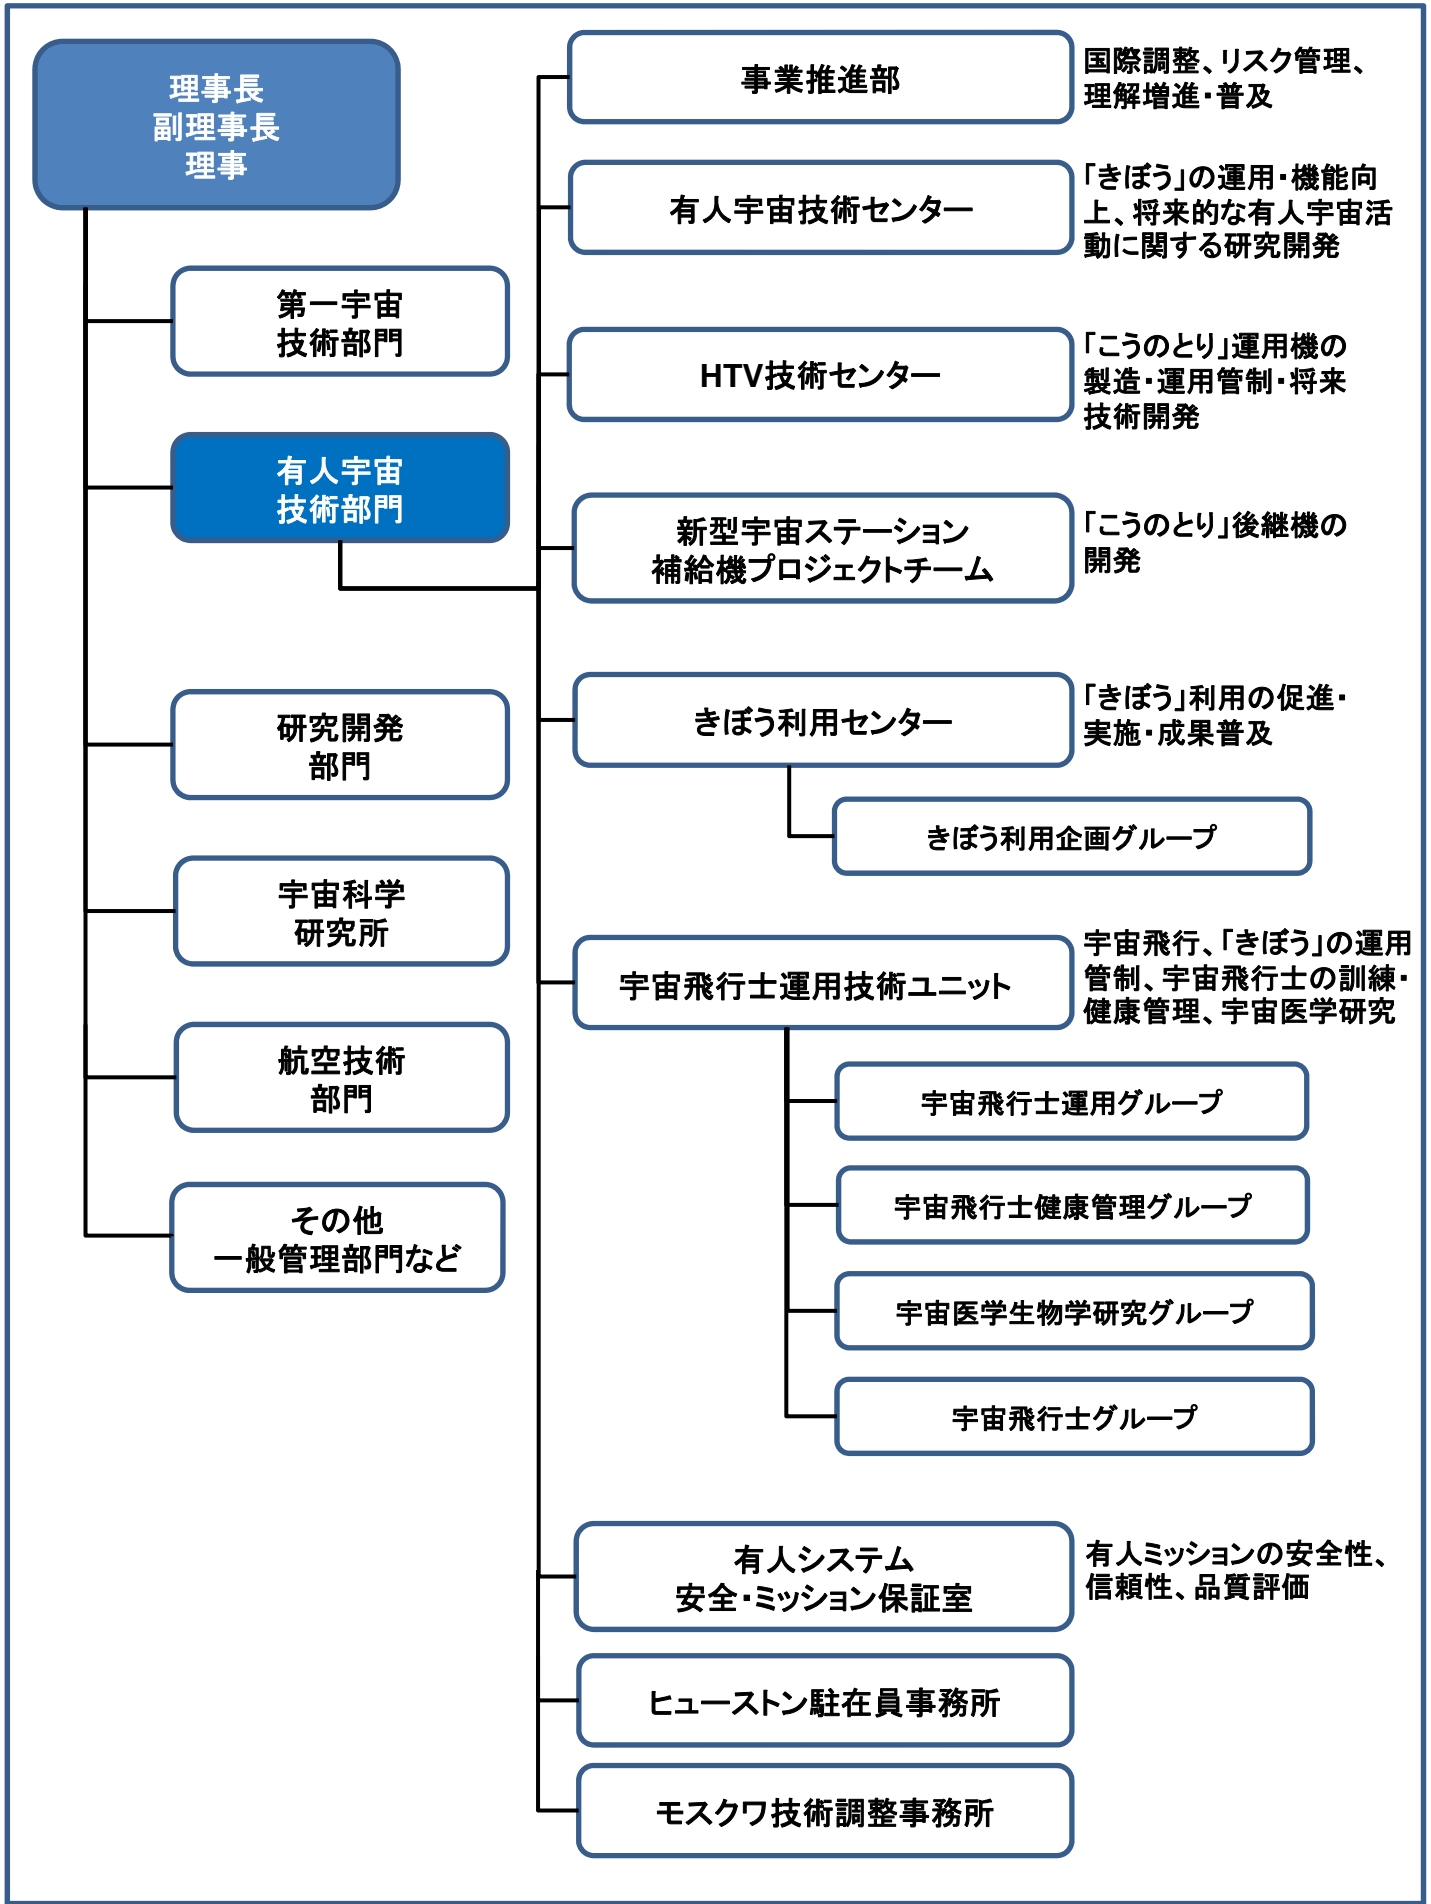 理事長
副理事長
理事
第一宇宙
技術部門
有人宇宙
技術部門
研究開発
部門
宇宙科学
研究所
航空技術
部門
その他
一般管理部門など
事業推進部
国際調整、リスク管理、
理解増進・普及
有人宇宙技術センター
「きぼう」の運用・機能向
上、将来的な有人宇宙活
動に関する研究開発
HTV技術センター
「こうのとり」運用機の
製造・運用管制・将来
技術開発
新型宇宙ステーション
補給機プロジェクトチーム
「こうのとり」後継機の
開発
きぼう利用センター
「きぼう」利用の促進・
実施・成果普及
きぼう利用企画グループ
宇宙飛行士運用技術ユニット
宇宙飛行、「きぼう」の運用
管制、宇宙飛行士の訓練・
健康管理、宇宙医学研究
宇宙飛行士運用グループ
宇宙飛行士健康管理グループ
宇宙医学生物学研究グループ
宇宙飛行士グループ
有人システム
安全・ミッション保証室
有人ミッションの安全性、
信頼性、品質評価
ヒューストン駐在員事務所
モスクワ技術調整事務所